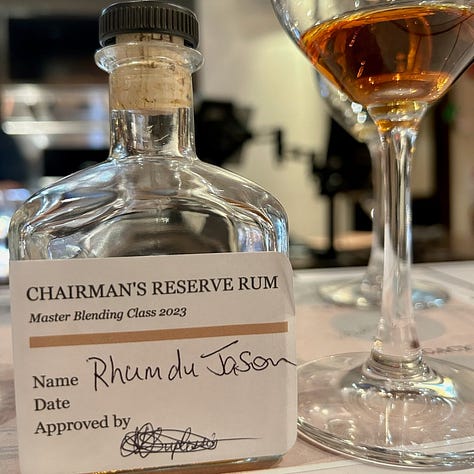 CHAIRMAN'S RESERVE RUM
Master Blending Class 2023
Name Rhum du Jason
Date
Approved by